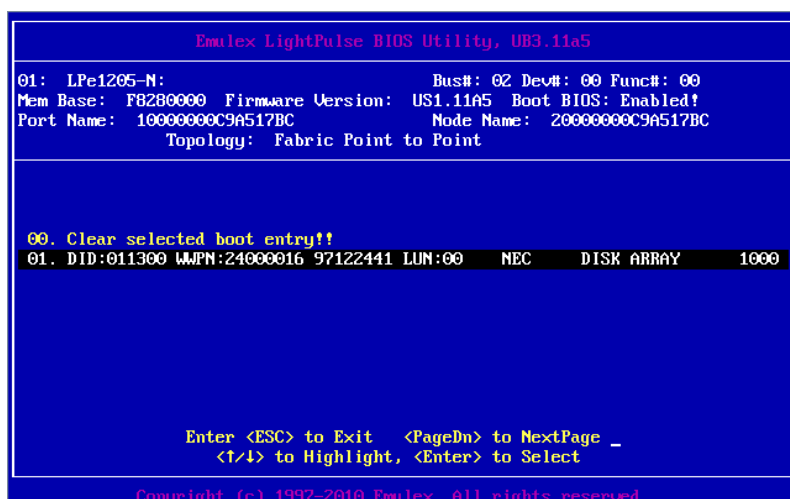 Emulex LightPulse BIOS Utility, UB3.11a5
01: LPe1205-N: Bus#: 02 Dev#: 00 Func#: 00
Mem Base: F8280000 Firmware Version: US1.11A5 Boot BIOS: Enabled!
Port Name: 10000000C9A517BC Node Name: 20000000C9A517BC
Topology: Fabric Point to Point
00. Clear selected boot entry!!
01. DID:011300 WWPN:24000016 97122441 LUN:00 NEC DISK ARRAY 1000
Enter <ESC> to Exit <PageDn> to NextPage _
<↑/↓> to Highlight, <Enter> to Select
Copyright (c) 1997-2010 Emulex. All rights reserved